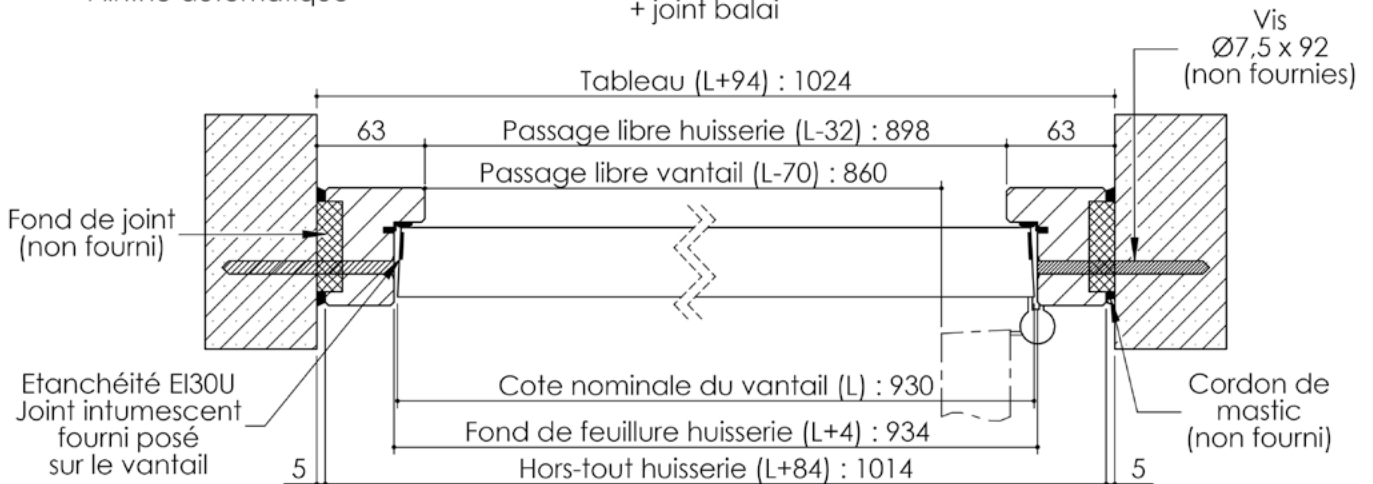 + joint balai
Vis
Ø7,5 x 92
(non fournies)
Tableau (L+94) : 1024
63
Passage libre huisserie (L-32) : 898
63
Passage libre vantail (L-70) : 860
Fond de joint
(non fourni)
Etanchéité EI30U
Joint intumescent
fourni posé
sur le vantail
Cote nominale du vantail (L) : 930
Cordon de
mastic
(non fourni)
Fond de feuillure huisserie (L+4) : 934
5
Hors-tout huisserie (L+84) : 1014
5